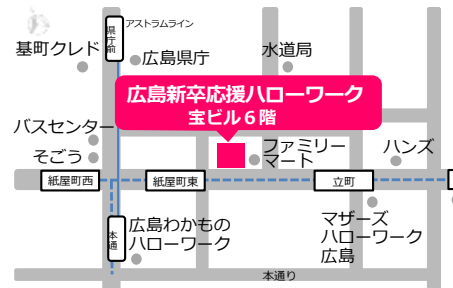 アストラムライン
県庁前
基町クレド
広島県庁
水道局
広島新卒応援ハローワーク
宝ビル６階
バスセンター
そごう
ファミリー
マート
ハンズ
紙屋町西
紙屋町東
立町
本通
広島わかもの
ハローワーク
マザーズ
ハローワーク
広島
本通り